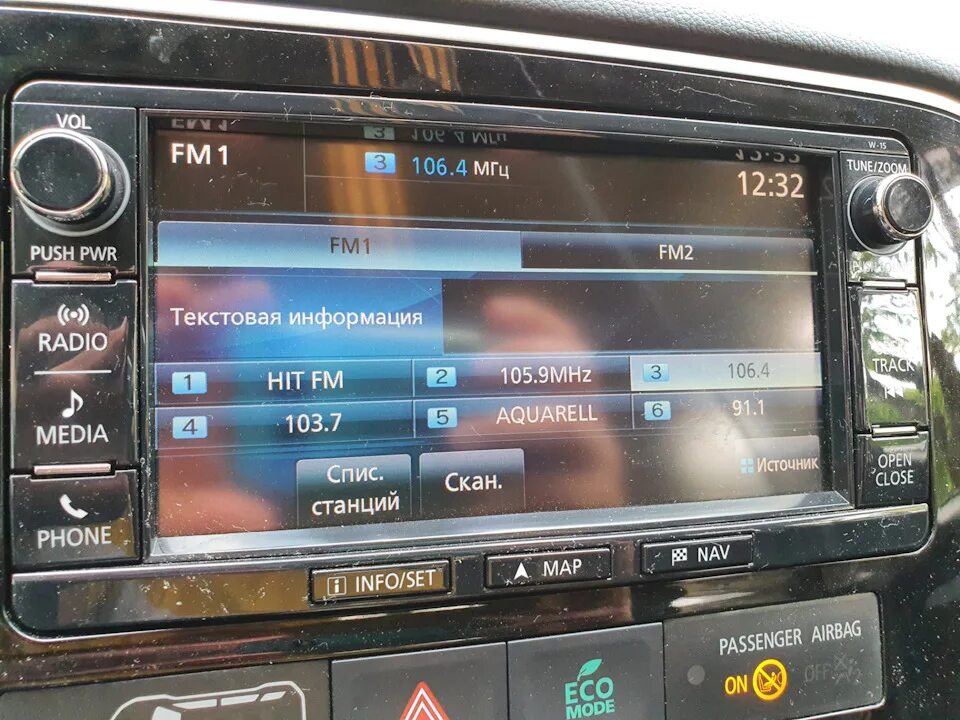 VOL
W-15
TUNE/ZOOM
FM1
3 106.4 МГц
12:32
PUSH PWR
FM1
FM2
RADIO
Текстовая информация
TRACK
1 HIT FM
2 105.9MHz
3 106.4
4 103.7
5 AQUARELL
6 91.1
MEDIA
Спис. станций
Скан.
Источник
OPEN
CLOSE
PHONE
i INFO/SET
MAP
NAV
PASSENGER AIRBAG
ON
OFF
ECO
MODE